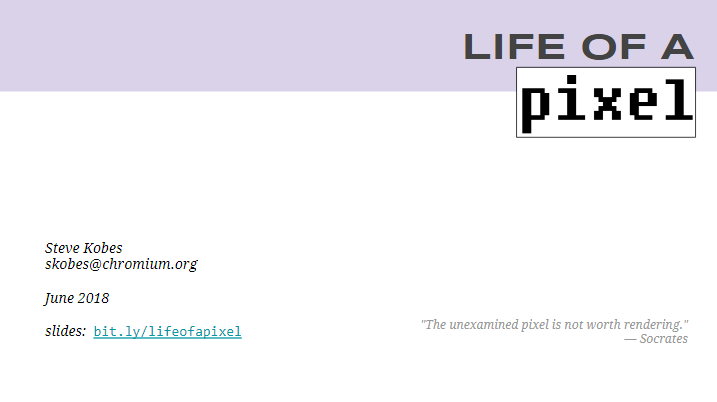 LIFE OF A
pixel
Steve Kobes
skobes@chromium.org
June 2018
slides: bit.ly/lifeofapixel
"The unexamined pixel is not worth rendering."
— Socrates